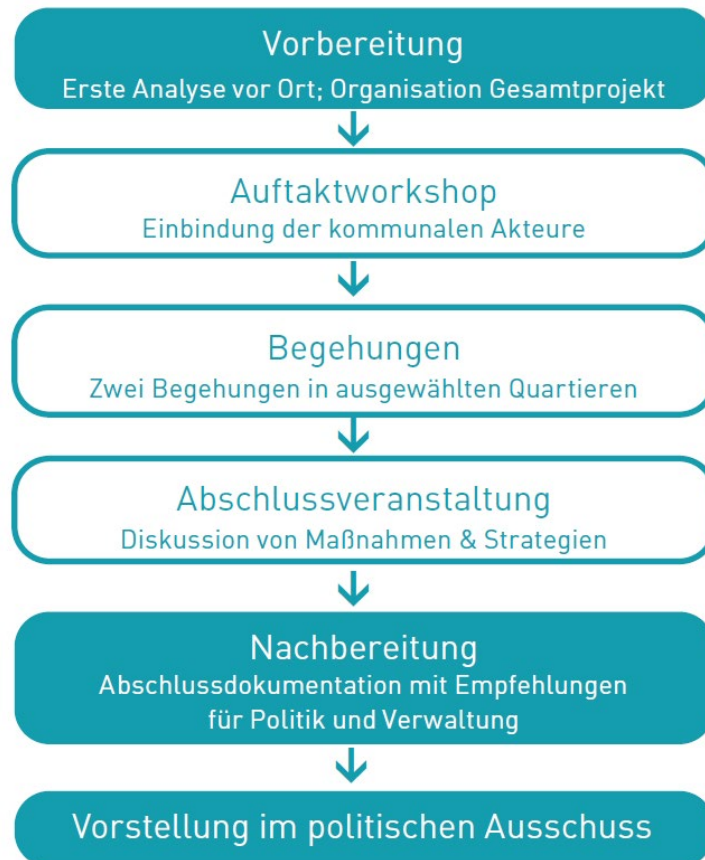 Vorbereitung
Erste Analyse vor Ort; Organisation Gesamtprojekt
Auftaktworkshop
Einbindung der kommunalen Akteure
Begehungen
Zwei Begehungen in ausgewählten Quartieren
Abschlussveranstaltung
Diskussion von Maßnahmen & Strategien
Nachbereitung
Abschlussdokumentation mit Empfehlungen
für Politik und Verwaltung
Vorstellung im politischen Ausschuss